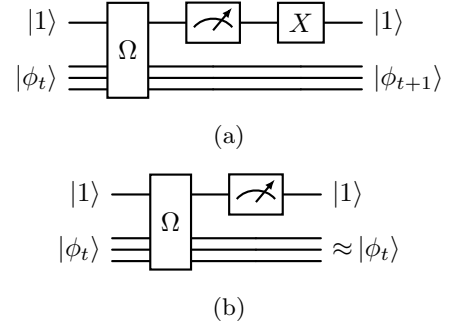 |1⟩ Ω X |1⟩
|ϕ_t⟩ |ϕ_{t+1}⟩
(a)
|1⟩ Ω |1⟩
|ϕ_t⟩ ≈ |ϕ_t⟩
(b)